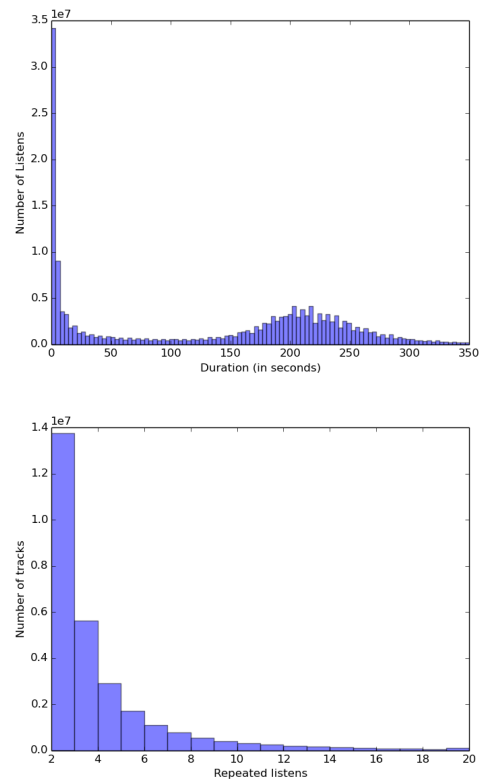 1e7
3.5
3.0
2.5
2.0
1.5
1.0
0.5
0.0
Number of Listens
0 50 100 150 200 250 300 350
Duration (in seconds)
1e7
1.4
1.2
1.0
0.8
0.6
0.4
0.2
0.0
Number of tracks
2 4 6 8 10 12 14 16 18 20
Repeated listens